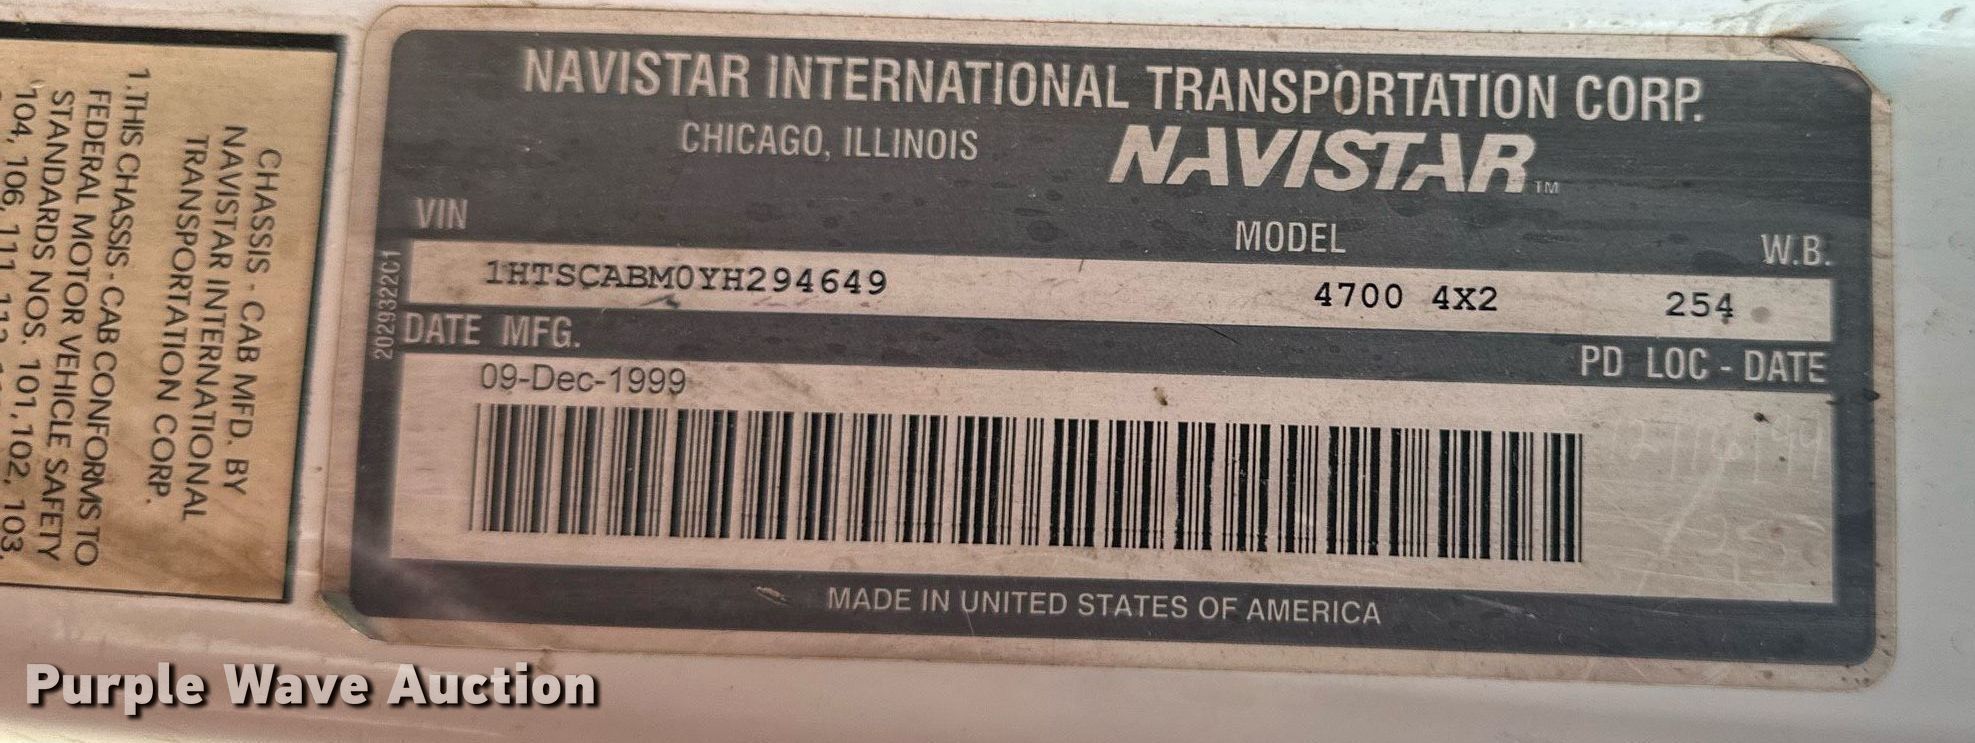 NAVISTAR INTERNATIONAL TRANSPORTATION CORP.
CHICAGO, ILLINOIS
NAVISTAR™
VIN
MODEL
W.B.
1HTSCABM0YH294649
4700 4X2
254
DATE MFG.
PD LOC - DATE
09-Dec-1999
MADE IN UNITED STATES OF AMERICA
2029322C1
CHASSIS - CAB MFD. BY
NAVISTAR INTERNATIONAL
TRANSPORTATION CORP.
1.THIS CHASSIS - CAB CONFORMS TO
FEDERAL MOTOR VEHICLE SAFETY
STANDARDS NOS. 101, 102, 103,
104, 106, 111,
Purple Wave Auction